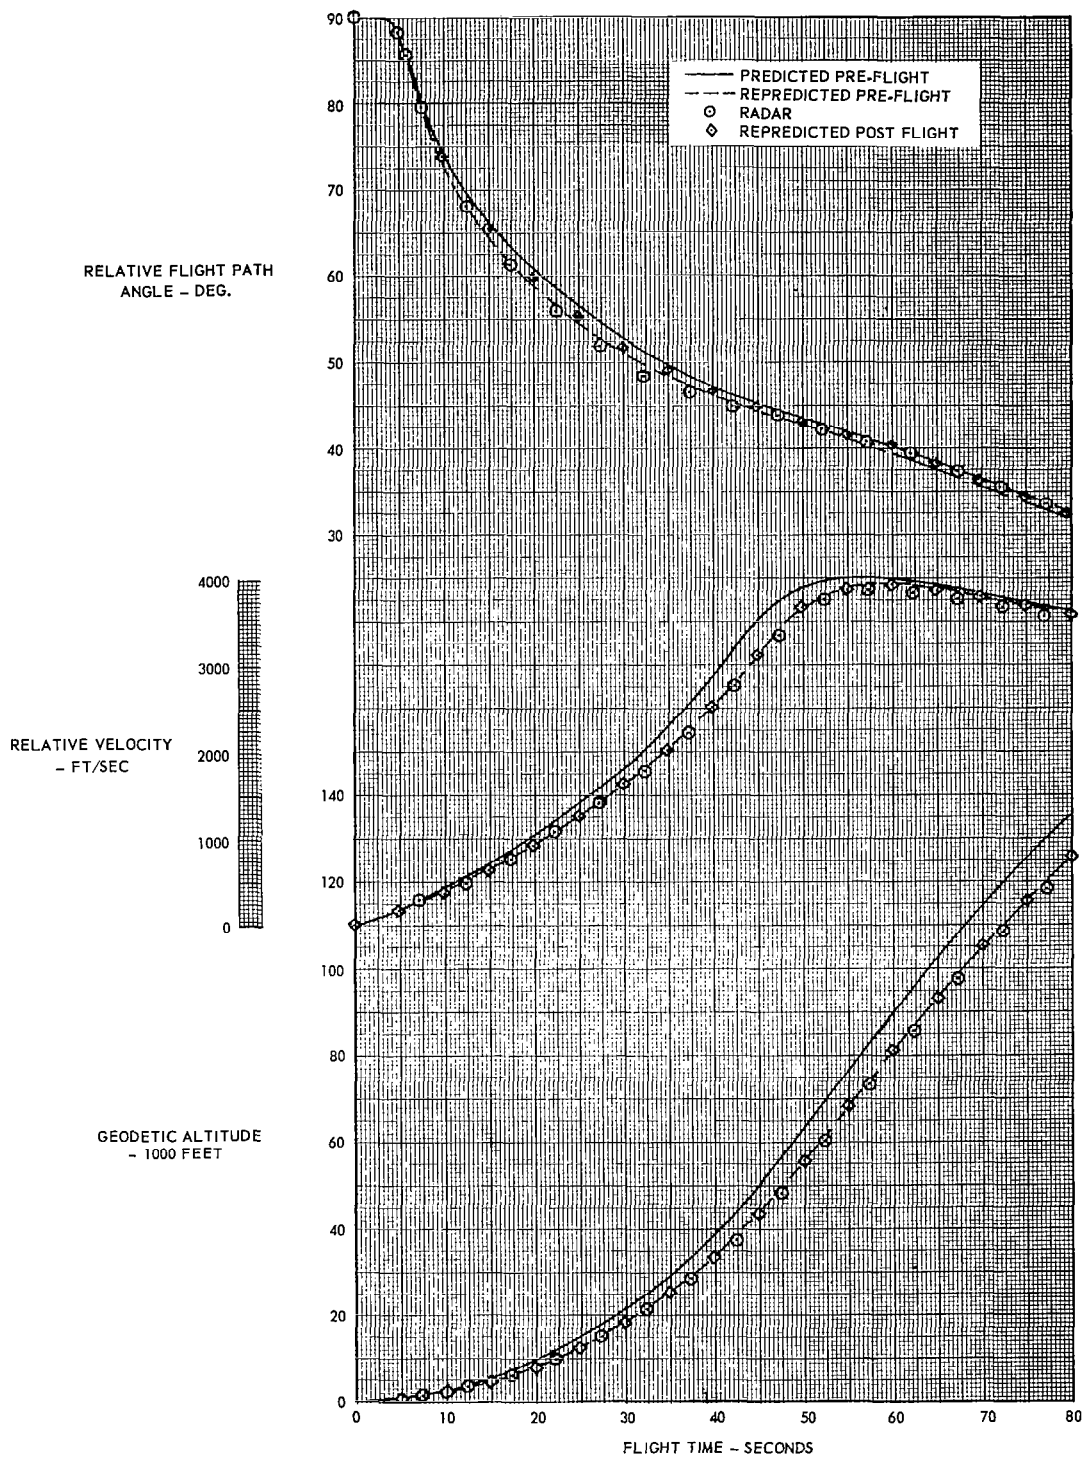 90
80
70
60
50
40
30
PREDICTED PRE-FLIGHT
REPREDICTED PRE-FLIGHT
RADAR
REPREDICTED POST FLIGHT
RELATIVE FLIGHT PATH
ANGLE – DEG.
4000
3000
2000
1000
0
RELATIVE VELOCITY
– FT/SEC
140
120
100
80
60
40
20
0
GEODETIC ALTITUDE
– 1000 FEET
0 10 20 30 40 50 60 70 80
FLIGHT TIME – SECONDS